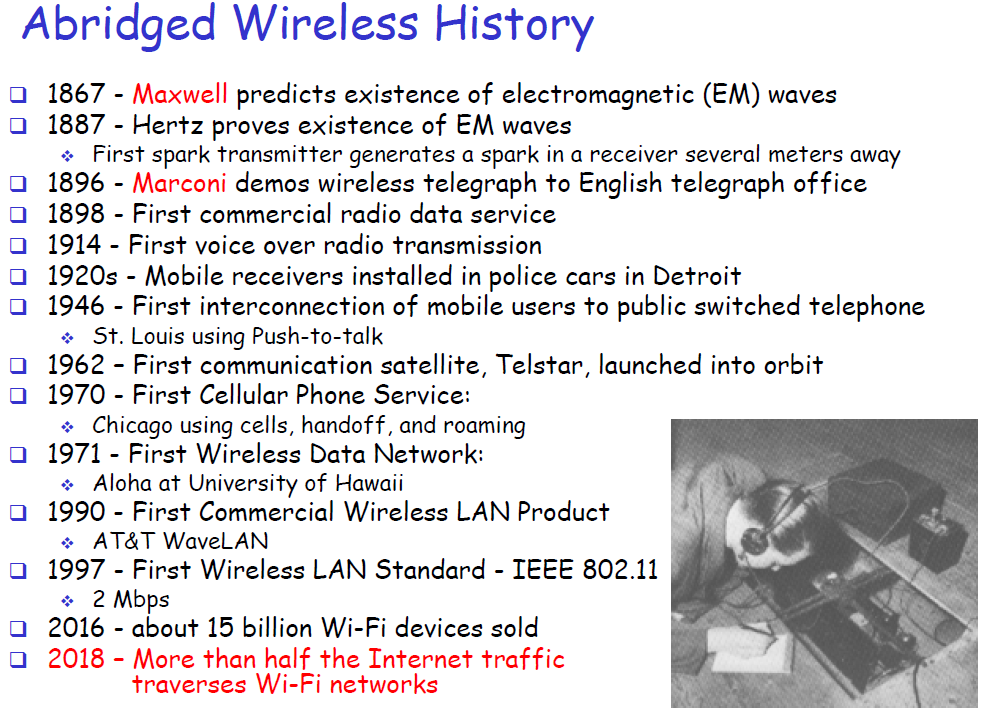 Abridged Wireless History
1867 - Maxwell predicts existence of electromagnetic (EM) waves
1887 - Hertz proves existence of EM waves
First spark transmitter generates a spark in a receiver several meters away
1896 - Marconi demos wireless telegraph to English telegraph office
1898 - First commercial radio data service
1914 - First voice over radio transmission
1920s - Mobile receivers installed in police cars in Detroit
1946 - First interconnection of mobile users to public switched telephone
St. Louis using Push-to-talk
1962 – First communication satellite, Telstar, launched into orbit
1970 - First Cellular Phone Service:
Chicago using cells, handoff, and roaming
1971 - First Wireless Data Network:
Aloha at University of Hawaii
1990 - First Commercial Wireless LAN Product
AT&T WaveLAN
1997 - First Wireless LAN Standard - IEEE 802.11
2 Mbps
2016 - about 15 billion Wi-Fi devices sold
2018 – More than half the Internet traffic
traverses Wi-Fi networks